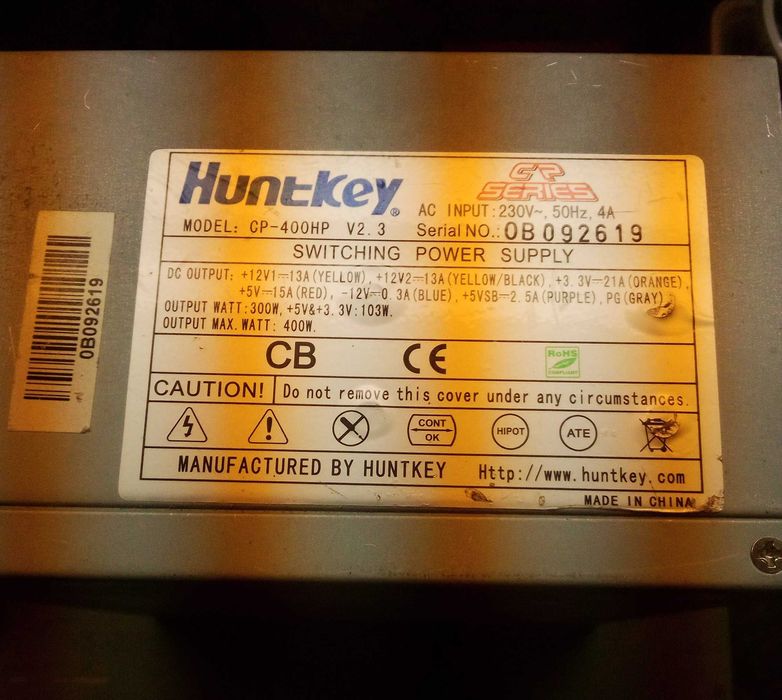 Huntkey®
CP SERIES
AC INPUT:230V~, 50Hz, 4A
MODEL: CP-400HP V2.3
Serial NO.: 0B092619
SWITCHING POWER SUPPLY
DC OUTPUT: +12V1⎓13A(YELLOW), +12V2⎓13A(YELLOW/BLACK), +3.3V⎓21A(ORANGE),
+5V⎓15A(RED), -12V⎓0.3A(BLUE), +5VSB⎓2.5A(PURPLE), PG(GRAY).
OUTPUT WATT:300W, +5V&+3.3V:103W.
OUTPUT MAX. WATT: 400W.
CB CE RoHS
COMPLIANT
CAUTION! Do not remove this cover under any circumstances.
CONT
OK
HIPOT
ATE
MANUFACTURED BY HUNTKEY Http://www.huntkey.com
MADE IN CHINA
0B092619